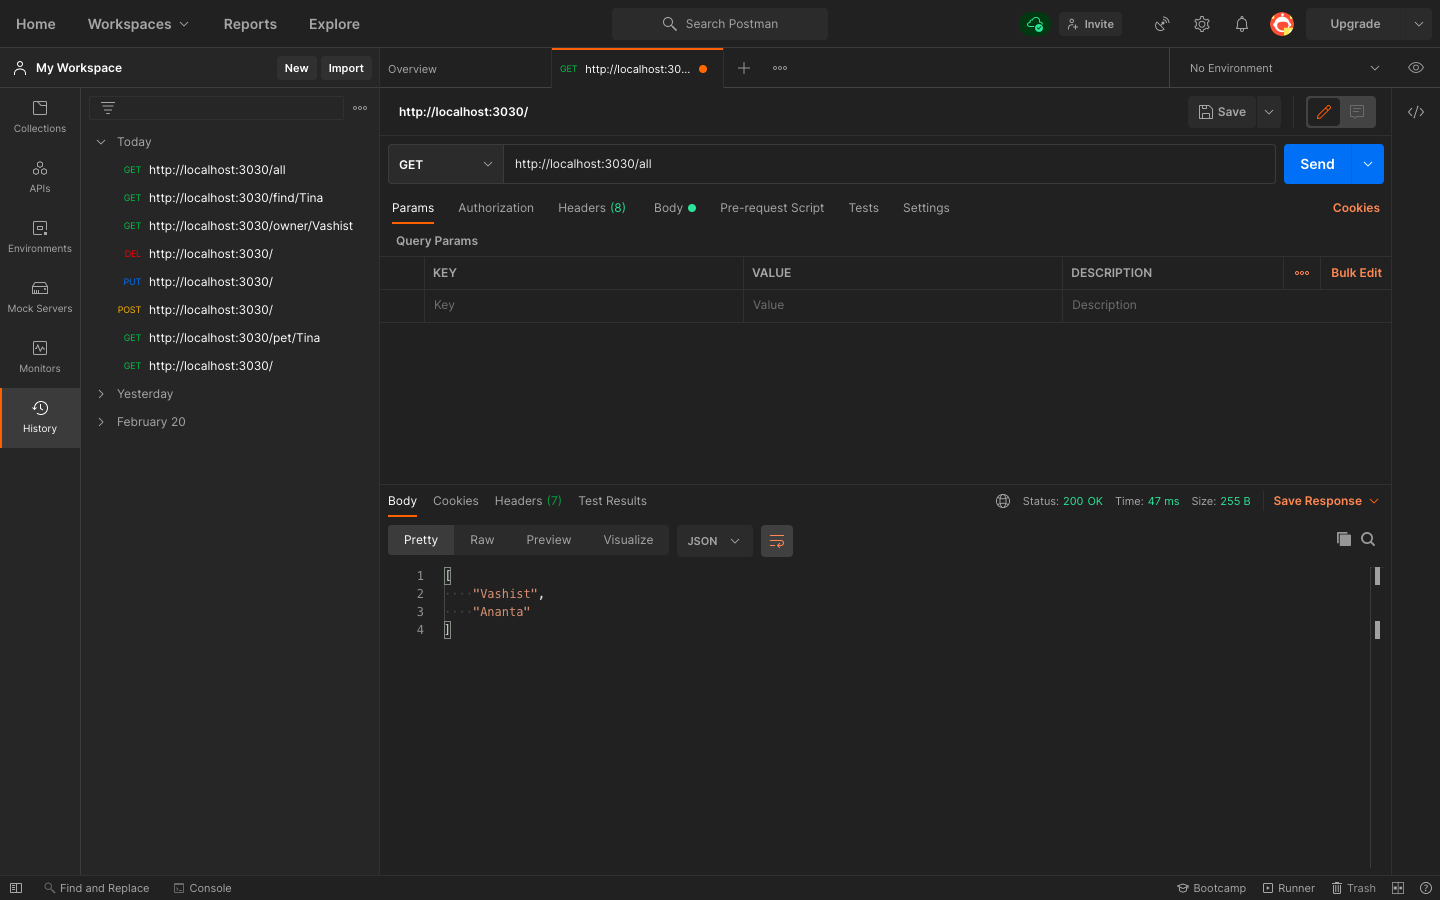 Home Workspaces Reports Explore Search Postman Invite Upgrade
My Workspace New Import Overview GET http://localhost:30... No Environment
http://localhost:3030/ Save
Collections
APIs
Environments
Mock Servers
Monitors
History
Today
GET http://localhost:3030/all
GET http://localhost:3030/find/Tina
GET http://localhost:3030/owner/Vashist
DEL http://localhost:3030/
PUT http://localhost:3030/
POST http://localhost:3030/
GET http://localhost:3030/pet/Tina
GET http://localhost:3030/
Yesterday
February 20
GET http://localhost:3030/all Send
Params Authorization Headers (8) Body Pre-request Script Tests Settings Cookies
Query Params
KEY VALUE DESCRIPTION Bulk Edit
Key Value Description
Body Cookies Headers (7) Test Results Status: 200 OK Time: 47 ms Size: 255 B Save Response
Pretty Raw Preview Visualize JSON
1 [
2 "Vashist",
3 "Ananta"
4 ]
Find and Replace Console Bootcamp Runner Trash